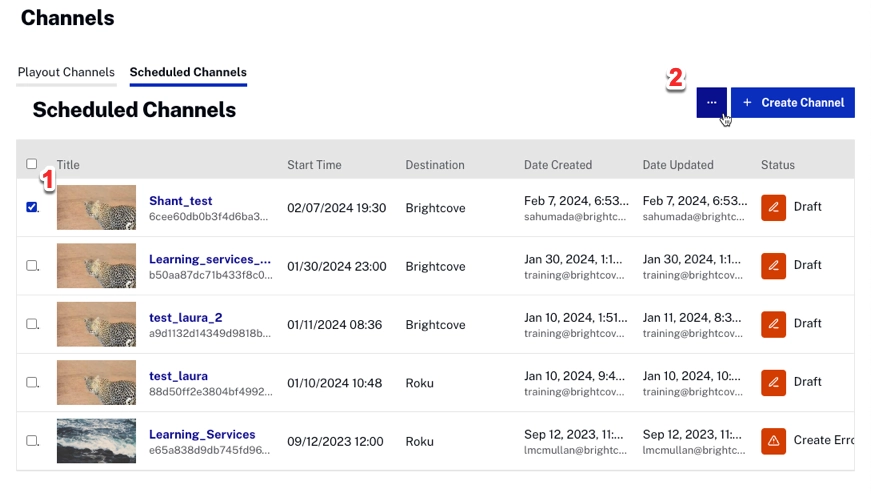 Channels
Playout Channels Scheduled Channels
2
Scheduled Channels ... + Create Channel
Title Start Time Destination Date Created Date Updated Status
1
Shant_test 02/07/2024 19:30 Brightcove Feb 7, 2024, 6:53... Feb 7, 2024, 6:53... Draft
6cee60db0b3f4d6ba3... sahumada@brightc... sahumada@brightc...
Learning_services_... 01/30/2024 23:00 Brightcove Jan 30, 2024, 1:1... Jan 30, 2024, 1:1... Draft
b50aa87dc71b433f8c0... training@brightcov... training@brightcov...
test_laura_2 01/11/2024 08:36 Brightcove Jan 10, 2024, 1:51... Jan 11, 2024, 8:3... Draft
a9d1132d14349d9818b... training@brightcov... training@brightcov...
test_laura 01/10/2024 10:48 Roku Jan 10, 2024, 9:4... Jan 10, 2024, 10:... Draft
88d50ff2e3804bf4992... training@brightcov... training@brightcov...
Learning_Services 09/12/2023 12:00 Roku Sep 12, 2023, 11:... Sep 12, 2023, 11:... Create Erro
e65a838d9db745fd96... lmcmullan@brightc... lmcmullan@brightc...